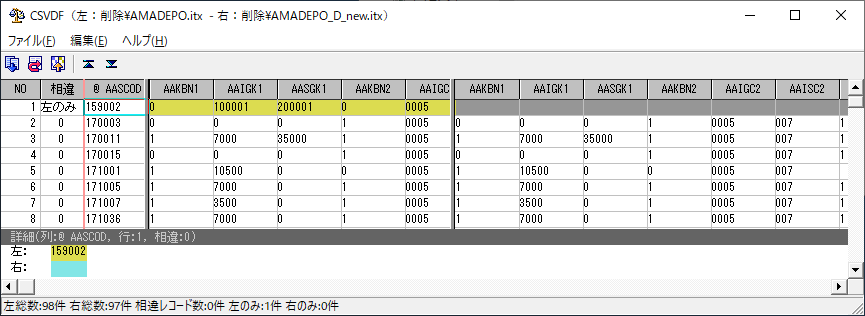 CSVDF（左：削除¥AMADEPO.itx - 右：削除¥AMADEPO_D_new.itx）
ファイル(F) 編集(E) ヘルプ(H)
NO 相違 @ AASCOD AAKBN1 AAIGK1 AASGK1 AAKBN2 AAIGC AAKBN1 AAIGK1 AASGK1 AAKBN2 AAIGC2 AAISC2
1 左のみ 159002 0 100001 200001 0 0005
2 0 170003 0 0 0 1 0005 0 0 0 1 0005 007 1
3 0 170011 1 7000 35000 1 0005 1 7000 35000 1 0005 007 1
4 0 170015 0 0 0 1 0005 0 0 0 1 0005 007 1
5 0 171001 1 10500 0 0 0005 1 10500 0 0 0005 007 1
6 0 171005 1 7000 0 1 0005 1 7000 0 1 0005 007 1
7 0 171007 1 3500 0 1 0005 1 3500 0 1 0005 007 1
8 0 171036 1 7000 0 1 0005 1 7000 0 1 0005 007 1
詳細(列:@ AASCOD, 行:1, 相違:0)
左: 159002
右:
左総数:98件 右総数:97件 相違レコード数:0件 左のみ:1件 右のみ:0件